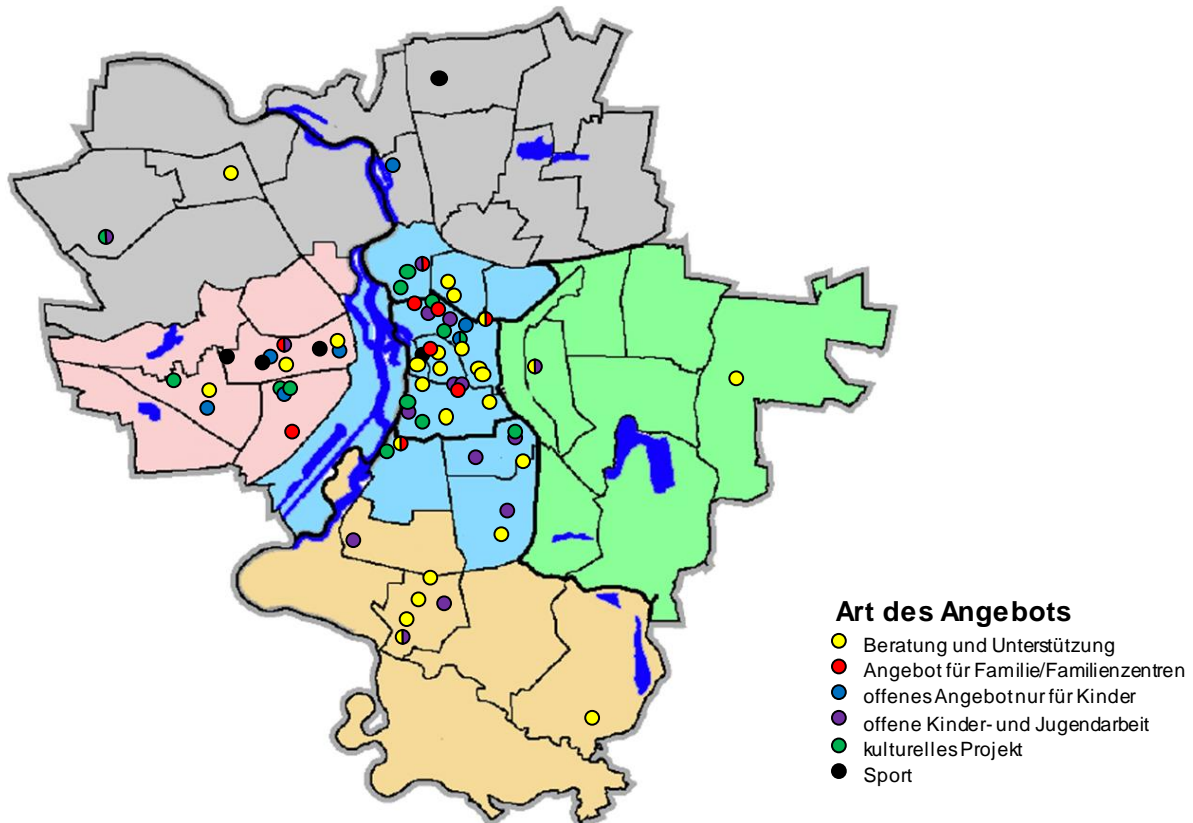 Art des Angebots
Beratung und Unterstützung
Angebot für Familie/Familienzentren
offenes Angebot nur für Kinder
offene Kinder- und Jugendarbeit
kulturelles Projekt
Sport